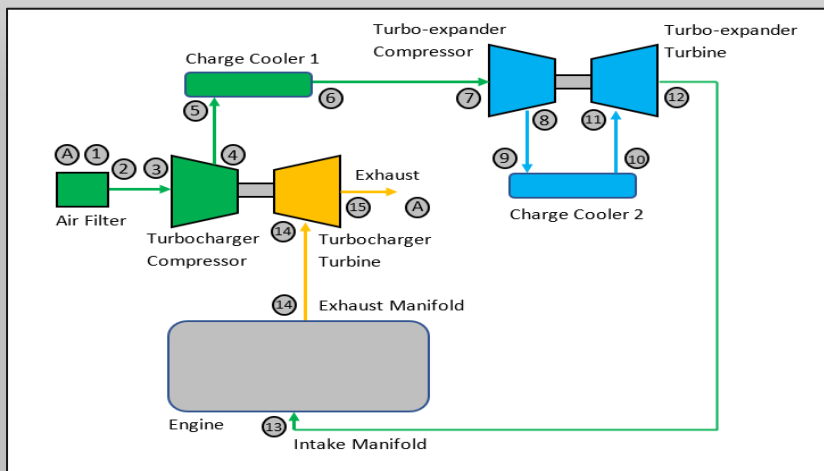 Turbo-expander
Compressor
Turbo-expander
Turbine
Charge Cooler 1
5
6
7
8
11
12
A 1
2
3
4
9
10
Exhaust
A
15
Air Filter
Charge Cooler 2
Turbocharger
Compressor
14
Turbocharger
Turbine
14
Exhaust Manifold
Engine
13
Intake Manifold